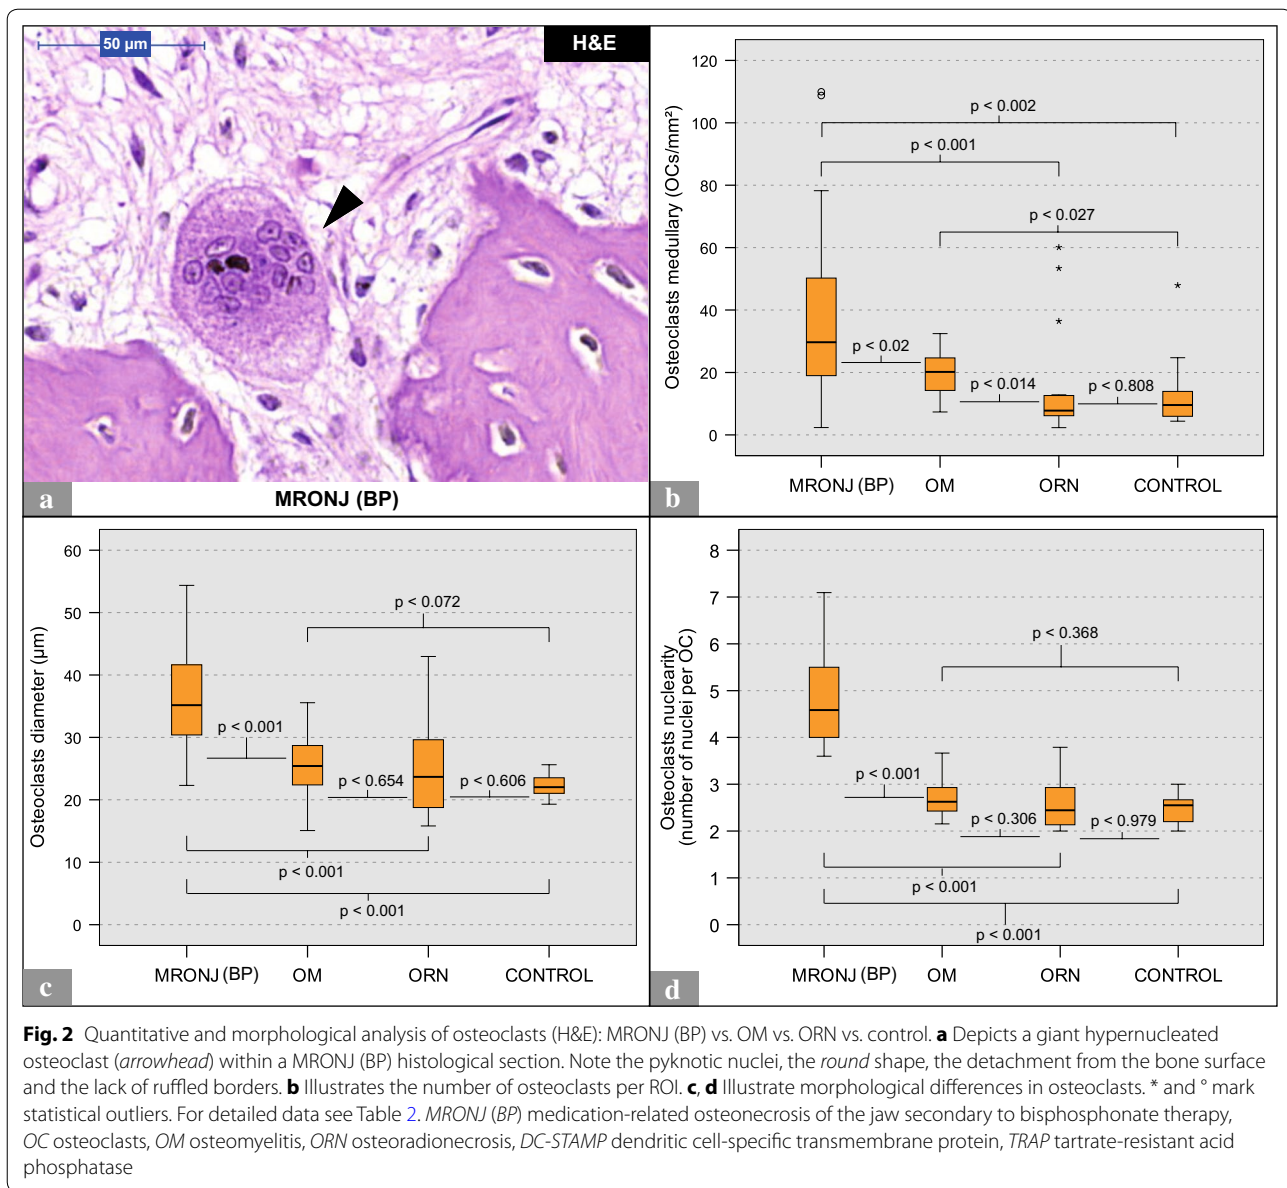 50 µm
H&E
a
MRONJ (BP)
Osteoclasts medullary (OCs/mm²)
120
100
80
60
40
20
0
p < 0.002
p < 0.001
p < 0.027
p < 0.02
p < 0.014
p < 0.808
MRONJ (BP)
OM
ORN
CONTROL
b
Osteoclasts diameter (µm)
60
50
40
30
20
10
0
p < 0.072
p < 0.001
p < 0.654
p < 0.606
p < 0.001
p < 0.001
MRONJ (BP)
OM
ORN
CONTROL
c
Osteoclasts nuclearity
(number of nuclei per OC)
8
7
6
5
4
3
2
1
0
p < 0.368
p < 0.001
p < 0.306
p < 0.979
p < 0.001
p < 0.001
MRONJ (BP)
OM
ORN
CONTROL
d
Fig. 2 Quantitative and morphological analysis of osteoclasts (H&E): MRONJ (BP) vs. OM vs. ORN vs. control. a Depicts a giant hypernucleated
osteoclast (arrowhead) within a MRONJ (BP) histological section. Note the pyknotic nuclei, the round shape, the detachment from the bone surface
and the lack of ruffled borders. b Illustrates the number of osteoclasts per ROI. c, d Illustrate morphological differences in osteoclasts. * and ° mark
statistical outliers. For detailed data see Table 2. MRONJ (BP) medication-related osteonecrosis of the jaw secondary to bisphosphonate therapy,
OC osteoclasts, OM osteomyelitis, ORN osteoradionecrosis, DC-STAMP dendritic cell-specific transmembrane protein, TRAP tartrate-resistant acid
phosphatase